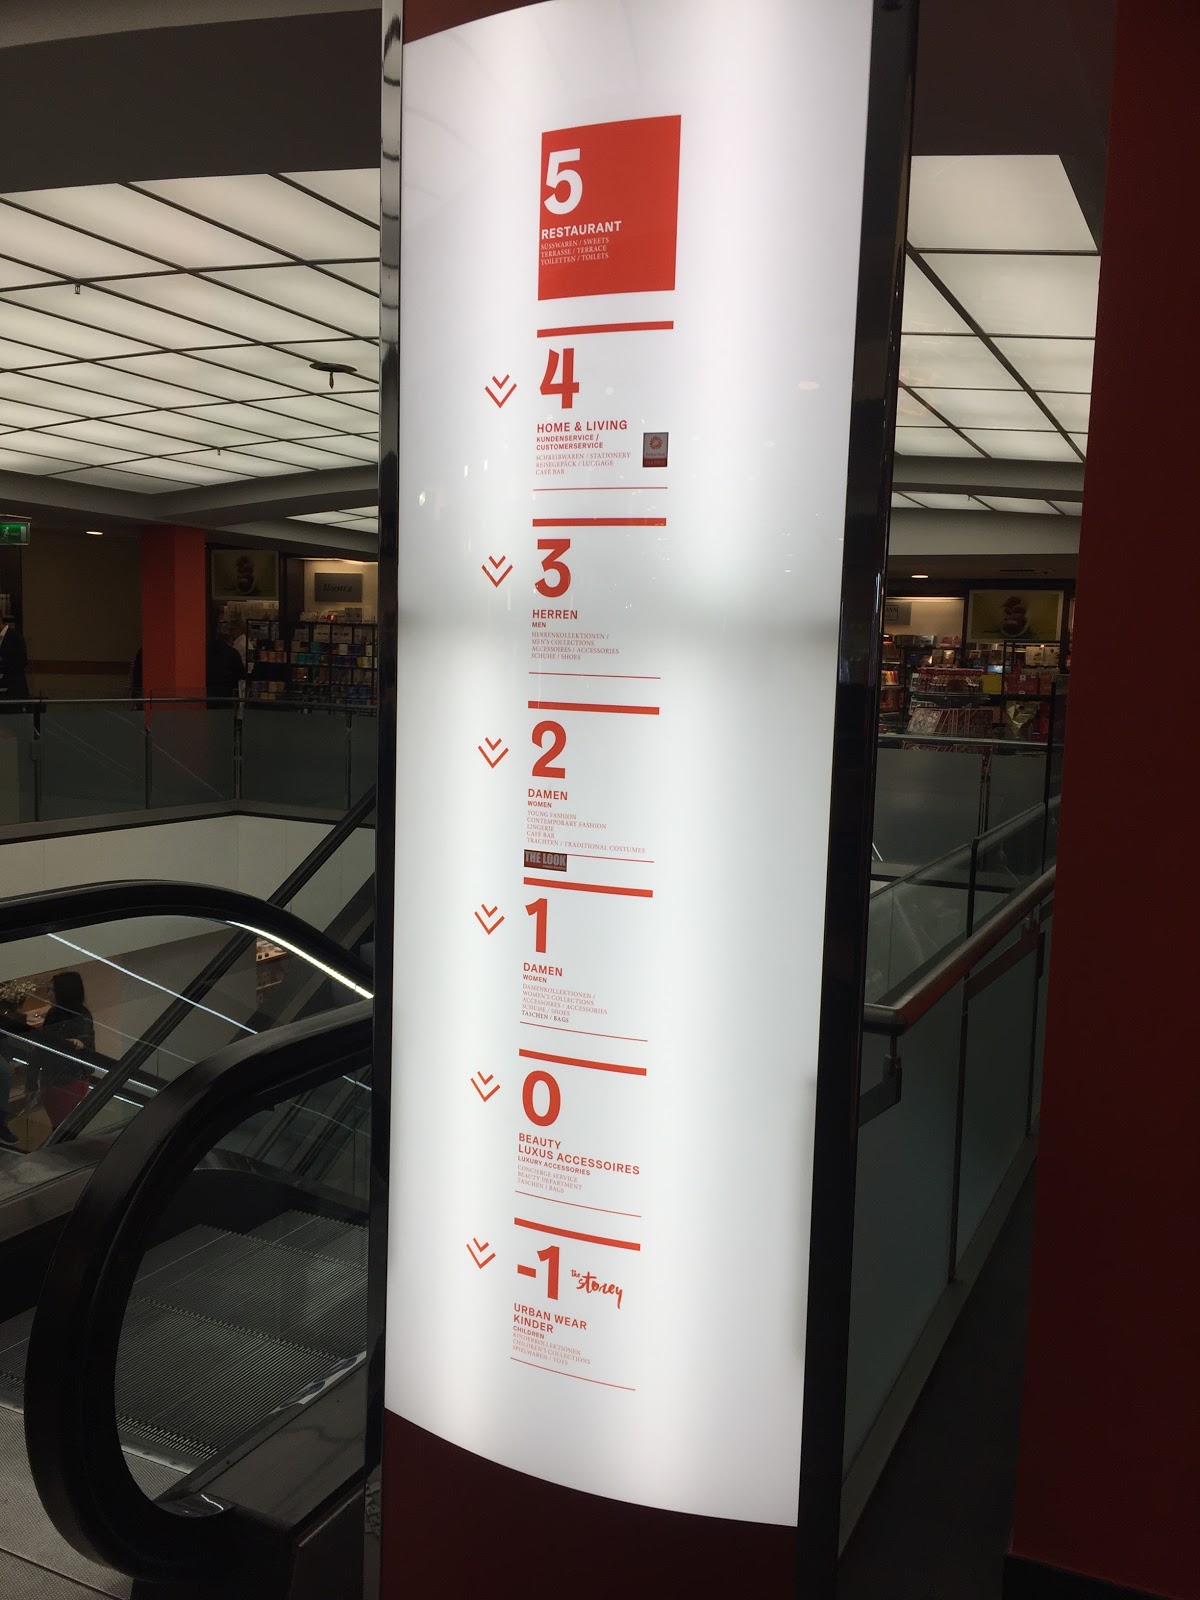 5
RESTAURANT
SÜSSWAREN / SWEETS
TERRASSE / TERRACE
TOILETTEN / TOILETS
4
HOME & LIVING
KUNDENSERVICE /
CUSTOMERSERVICE
SCHREIBWAREN / STATIONERY
REISEGEPÄCK / LUGGAGE
CAFÉ BAR
3
HERREN
MEN
HERRENKOLLEKTIONEN /
MEN'S COLLECTIONS
ACCESSOIRES / ACCESSORIES
SCHUHE / SHOES
2
DAMEN
WOMEN
YOUNG FASHION
CONTEMPORARY FASHION
LINGERIE
CAFÉ BAR
TRACHTEN / TRADITIONAL COSTUMES
THE LOOK
1
DAMEN
WOMEN
DAMENKOLLEKTIONEN /
WOMEN'S COLLECTIONS
ACCESSOIRES / ACCESSORIES
SCHUHE / SHOES
TASCHEN / BAGS
0
BEAUTY
LUXUS ACCESSOIRES
LUXURY ACCESSORIES
CONCIERGE SERVICE
BEAUTY DEPARTMENT
TASCHEN / BAGS
-1 the storey
URBAN WEAR
KINDER
CHILDREN
KINDERKOLLEKTIONEN
CHILDREN'S COLLECTIONS
SPIELWAREN / TOYS